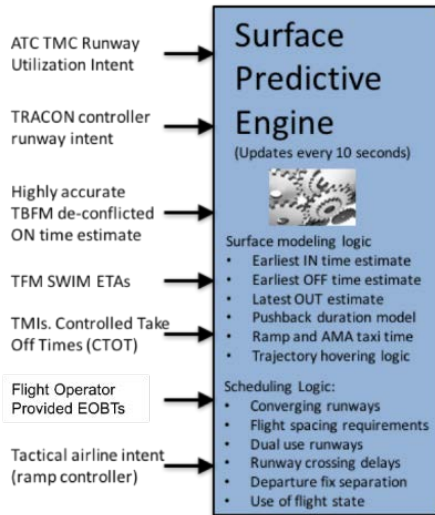 ATC TMC Runway
Utilization Intent
TRACON controller
runway intent
Highly accurate
TBFM de-conflicted
ON time estimate
TFM SWIM ETAs
TMIs. Controlled Take
Off Times (CTOT)
Flight Operator
Provided EOBTs
Tactical airline intent
(ramp controller)
Surface
Predictive
Engine
(Updates every 10 seconds)
Surface modeling logic
• Earliest IN time estimate
• Earliest OFF time estimate
• Latest OUT estimate
• Pushback duration model
• Ramp and AMA taxi time
• Trajectory hovering logic
Scheduling Logic:
• Converging runways
• Flight spacing requirements
• Dual use runways
• Runway crossing delays
• Departure fix separation
• Use of flight state